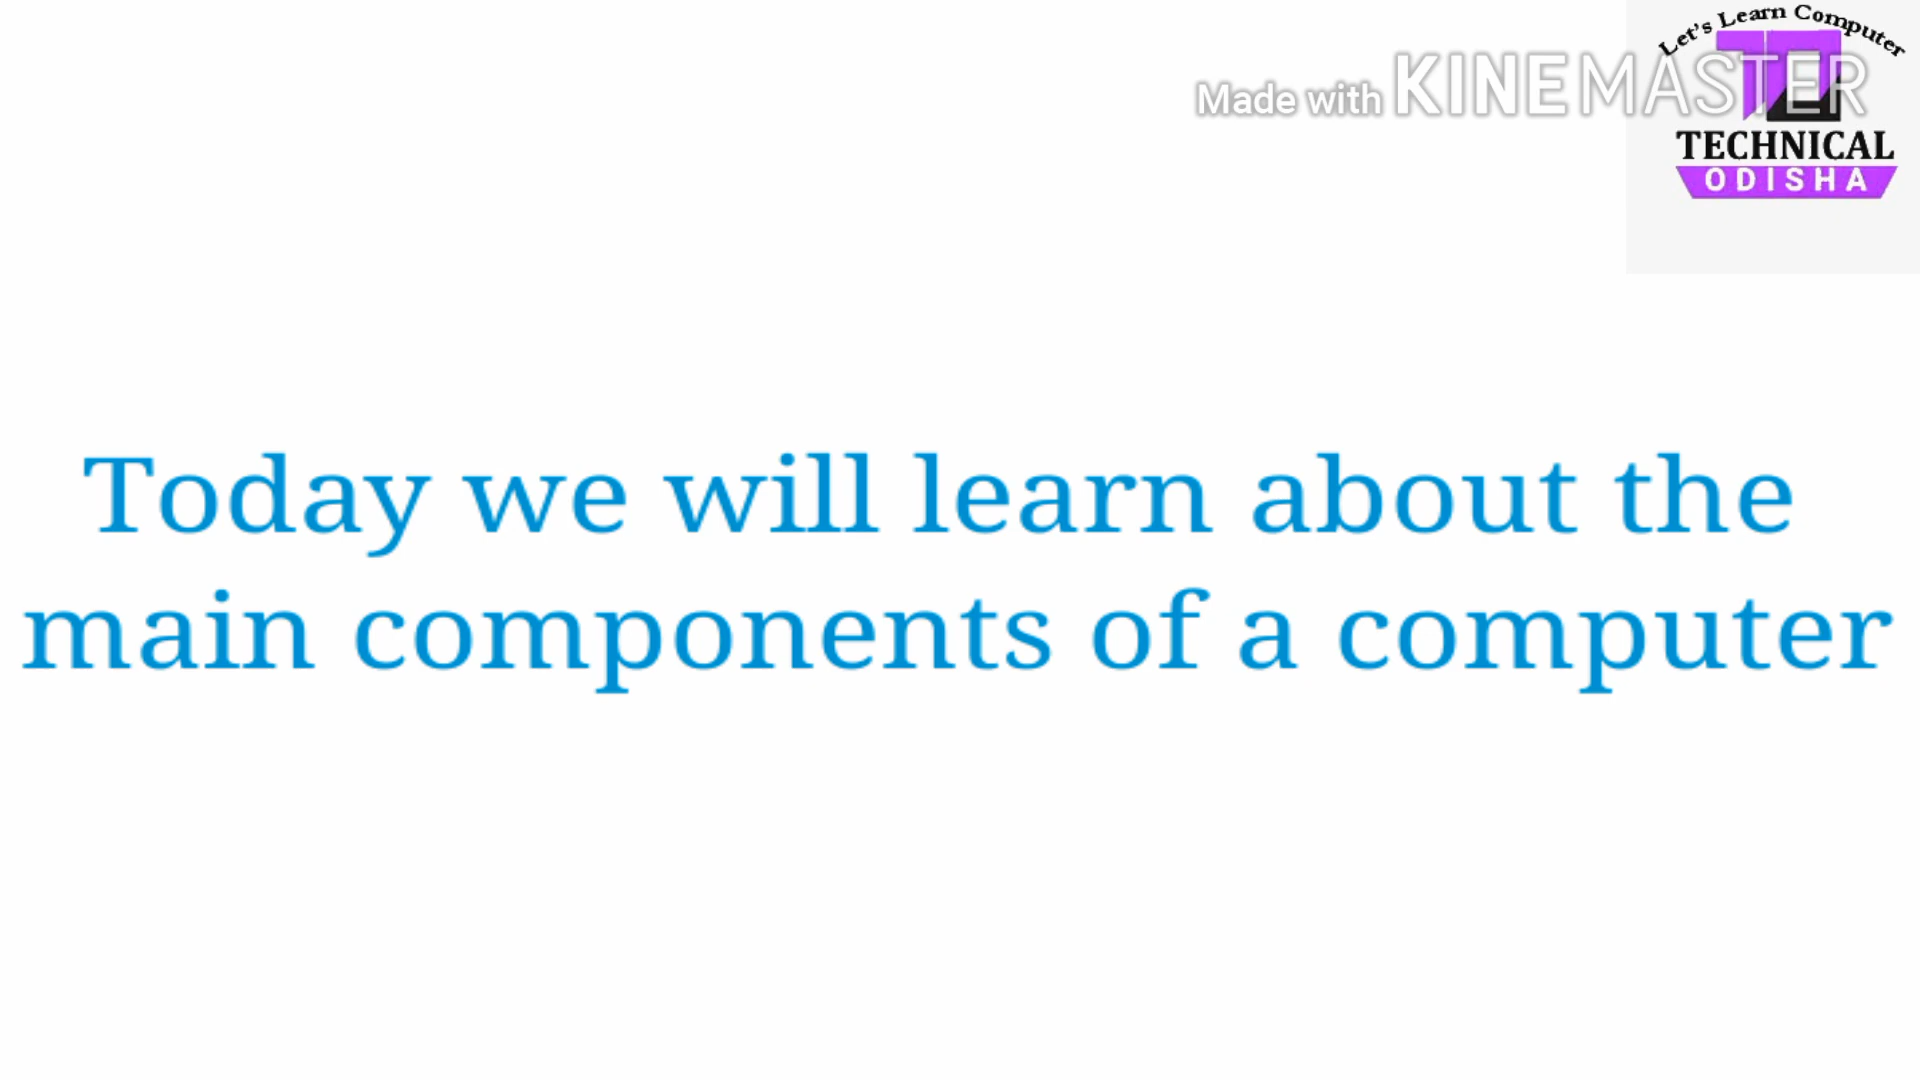 Let's Learn Computer
Made with KINEMASTER
TECHNICAL
ODISHA
Today we will learn about the
main components of a computer